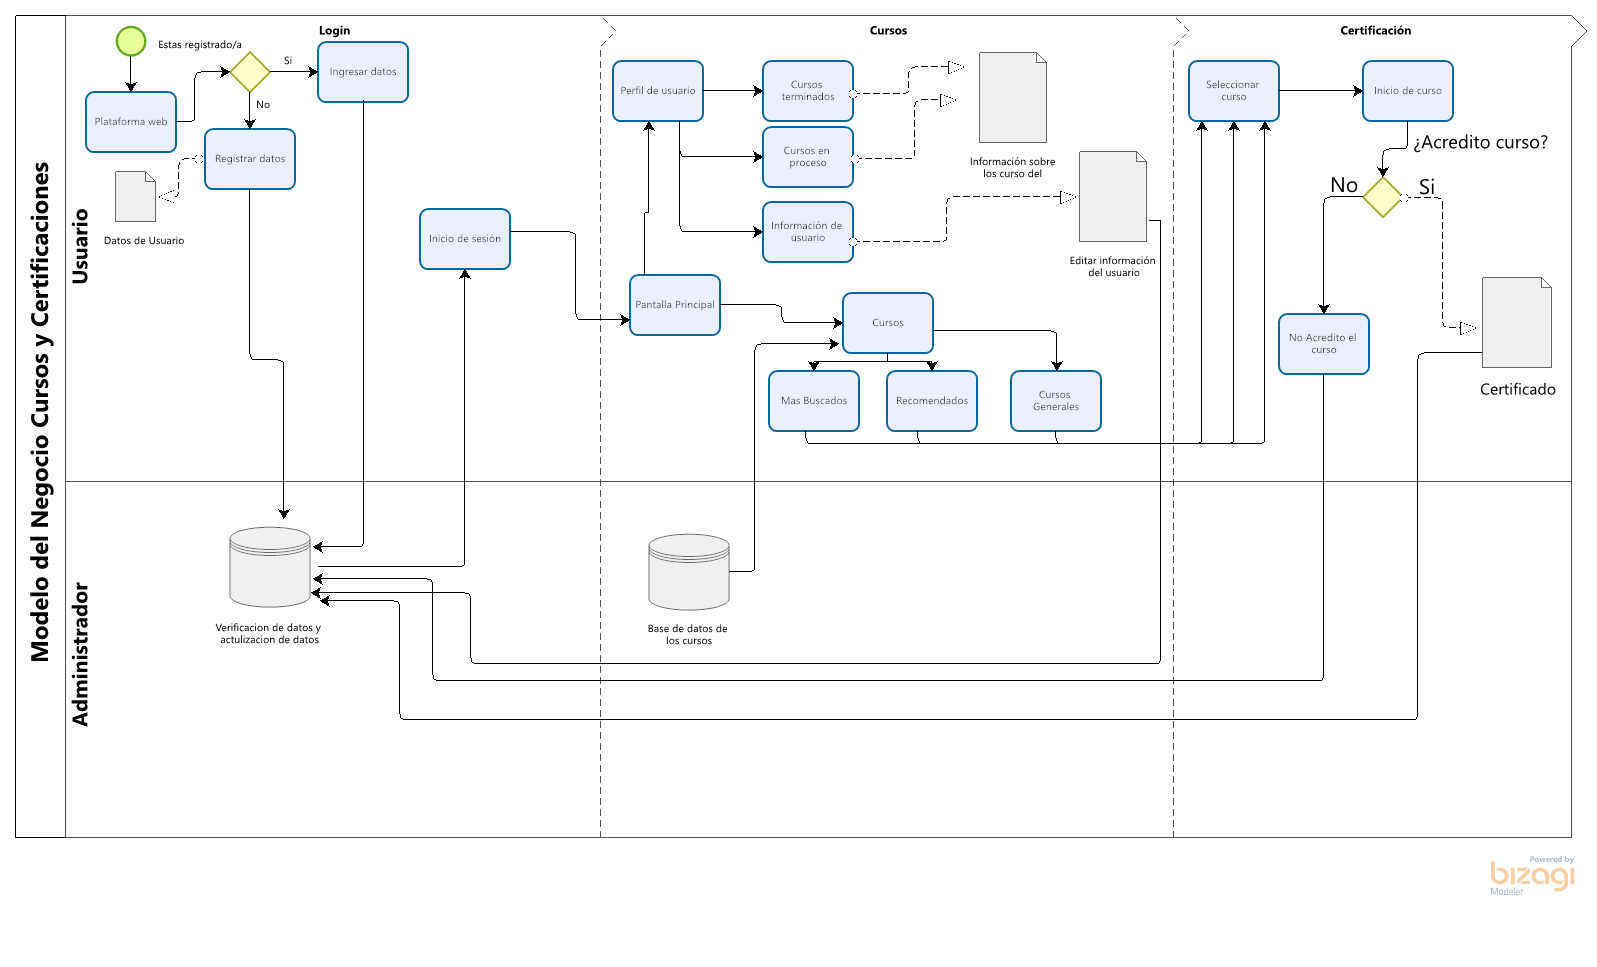 Modelo del Negocio Cursos y Certificaciones
Usuario
Administrador
Login
Cursos
Certificación
Estas registrado/a
Si
No
Ingresar datos
Plataforma web
Registrar datos
Datos de Usuario
Inicio de sesión
Perfil de usuario
Cursos
terminados
Cursos en
proceso
Información de
usuario
Información sobre
los curso del
Editar información
del usuario
Pantalla Principal
Cursos
Mas Buscados
Recomendados
Cursos
Generales
Seleccionar
curso
Inicio de curso
¿Acredito curso?
No
Si
No Acredito el
curso
Certificado
Verificacion de datos y
actulizacion de datos
Base de datos de
los cursos
Powered by
bizagi
Modeler